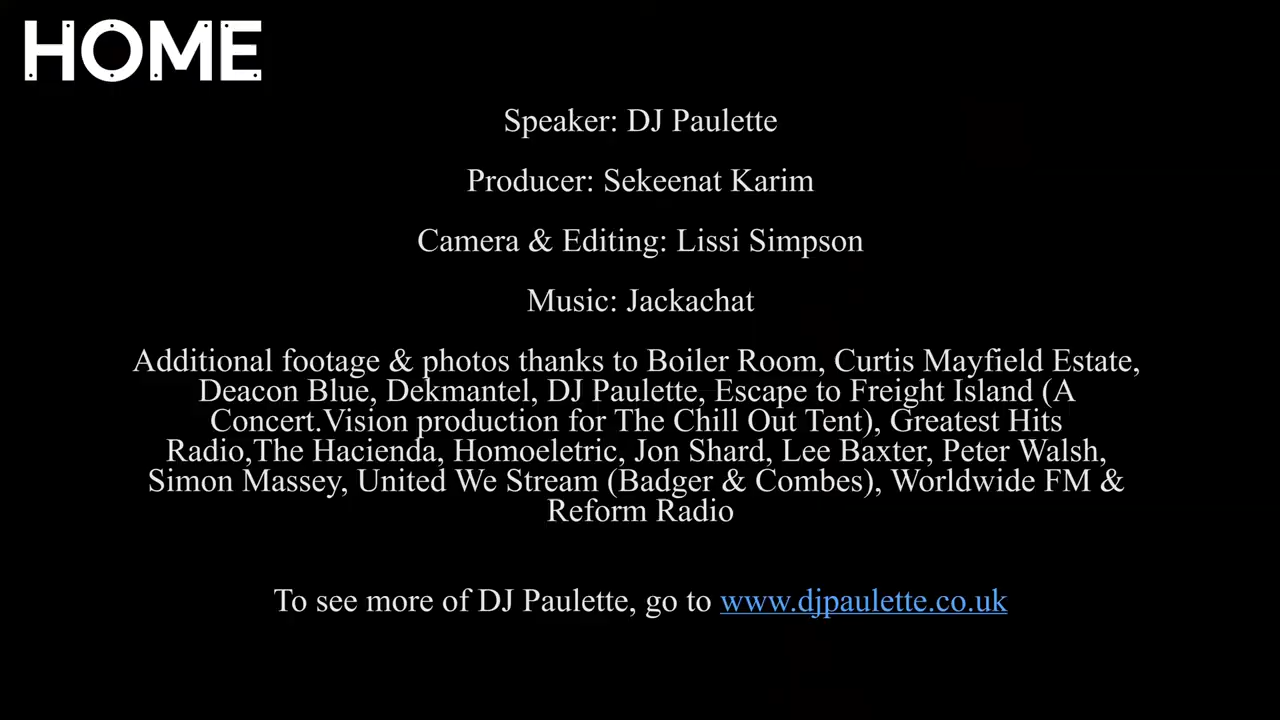 HOME
Speaker: DJ Paulette
Producer: Sekeenat Karim
Camera & Editing: Lissi Simpson
Music: Jackachat
Additional footage & photos thanks to Boiler Room, Curtis Mayfield Estate,
Deacon Blue, Dekmantel, DJ Paulette, Escape to Freight Island (A
Concert.Vision production for The Chill Out Tent), Greatest Hits
Radio,The Hacienda, Homoeletric, Jon Shard, Lee Baxter, Peter Walsh,
Simon Massey, United We Stream (Badger & Combes), Worldwide FM &
Reform Radio
To see more of DJ Paulette, go to www.djpaulette.co.uk